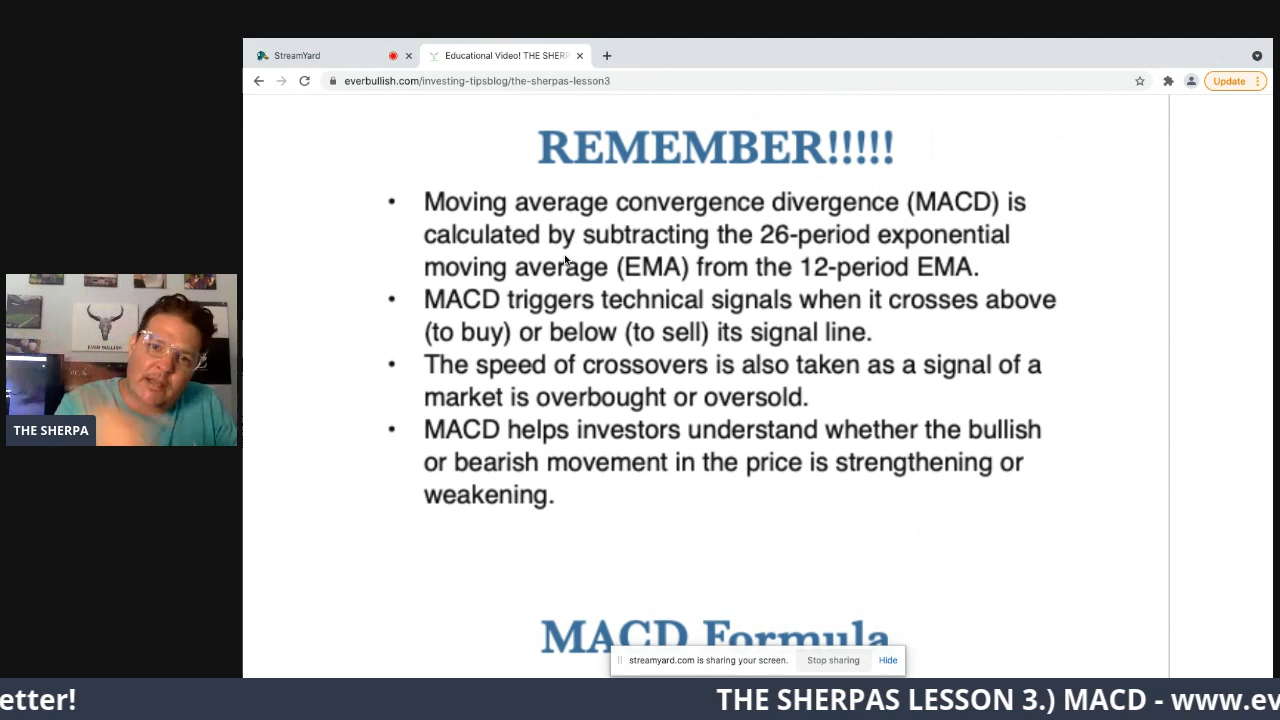 StreamYard
Educational Video! THE SHERP
everbullish.com/investing-tipsblog/the-sherpas-lesson3
Update
REMEMBER!!!!!
• Moving average convergence divergence (MACD) is
calculated by subtracting the 26-period exponential
moving average (EMA) from the 12-period EMA.
• MACD triggers technical signals when it crosses above
(to buy) or below (to sell) its signal line.
• The speed of crossovers is also taken as a signal of a
market is overbought or oversold.
• MACD helps investors understand whether the bullish
or bearish movement in the price is strengthening or
weakening.
EVER BULLISH
THE SHERPA
MACD Formula
streamyard.com is sharing your screen.
Stop sharing
Hide
etter!
THE SHERPAS LESSON 3.) MACD - www.ev